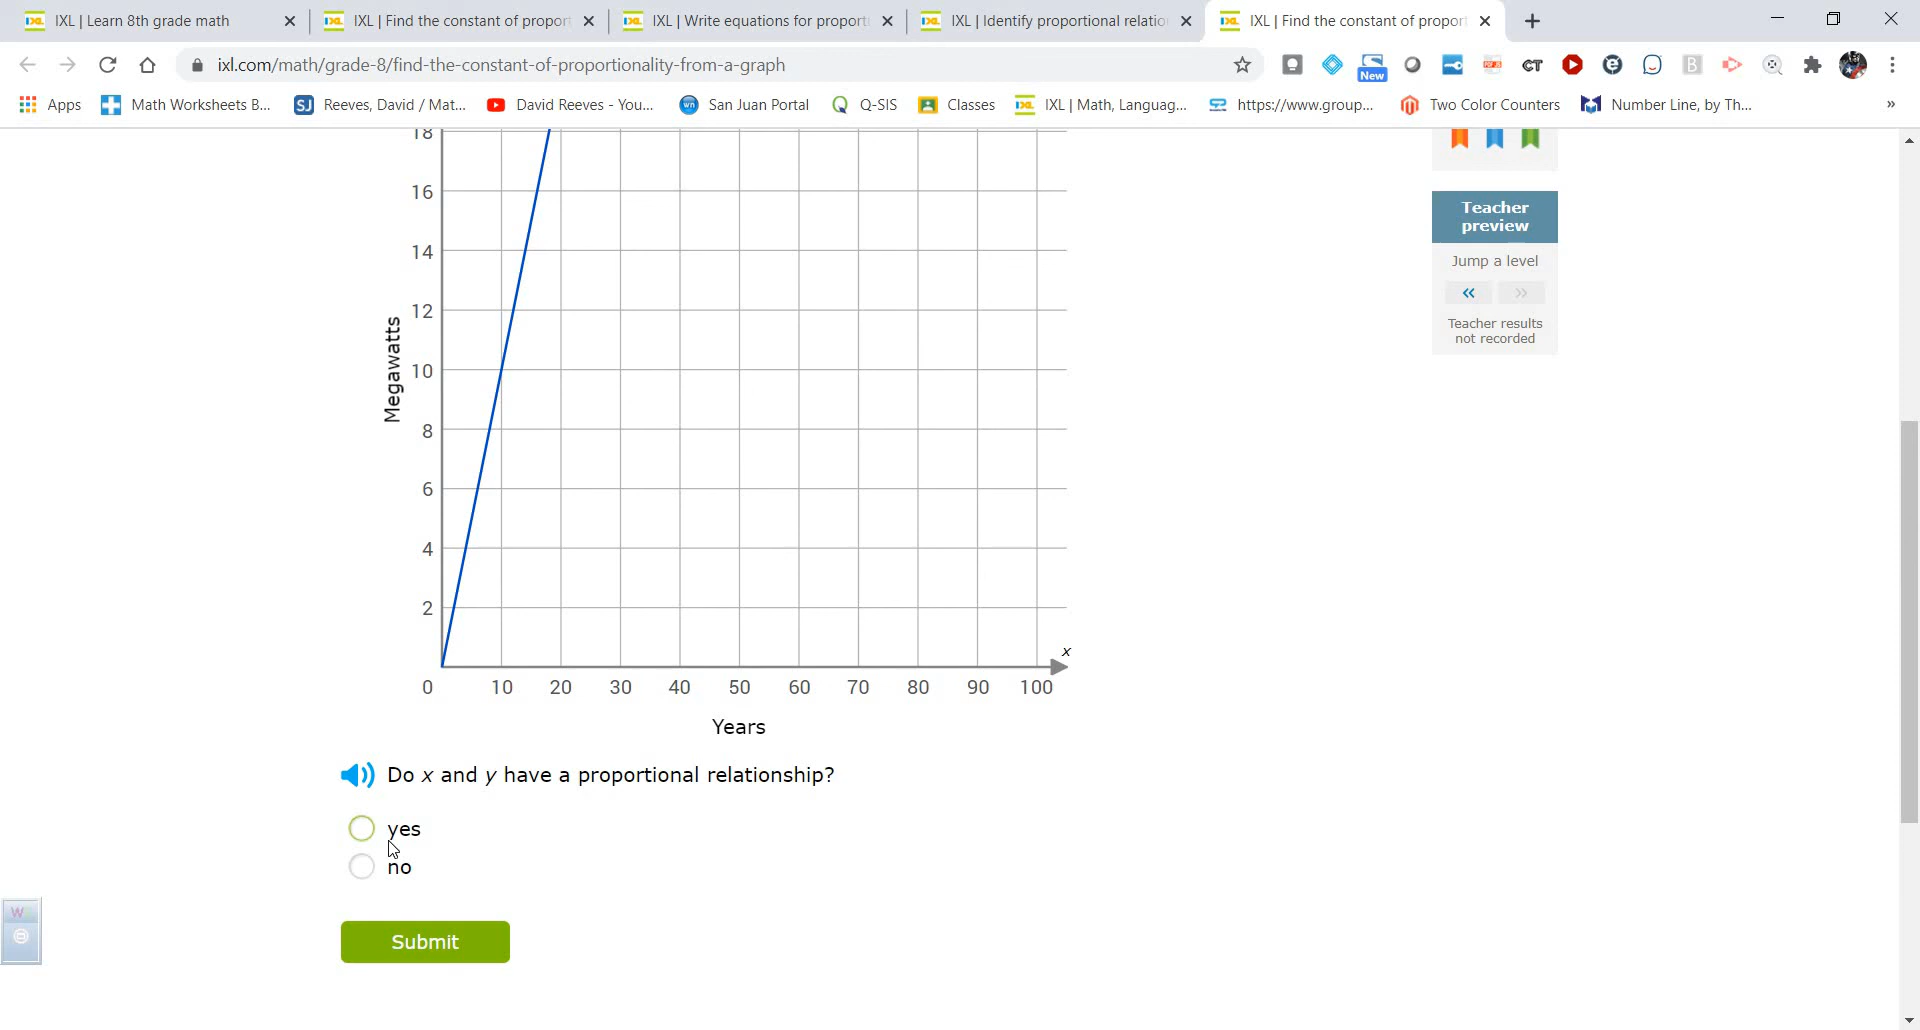 IXL | Learn 8th grade math
IXL | Find the constant of propor
IXL | Write equations for proport
IXL | Identify proportional relatio
IXL | Find the constant of propor
ixl.com/math/grade-8/find-the-constant-of-proportionality-from-a-graph
New
CT
B
Apps
Math Worksheets B...
SJ
Reeves, David / Mat...
David Reeves - You...
wn
San Juan Portal
Q-SIS
Classes
IXL | Math, Languag...
https://www.group...
Two Color Counters
Number Line, by Th...
»
18
16
14
12
10
8
6
4
2
Megawatts
x
0 10 20 30 40 50 60 70 80 90 100
Years
Teacher
preview
Jump a level
Teacher results
not recorded
Do x and y have a proportional relationship?
yes
no
Submit
W